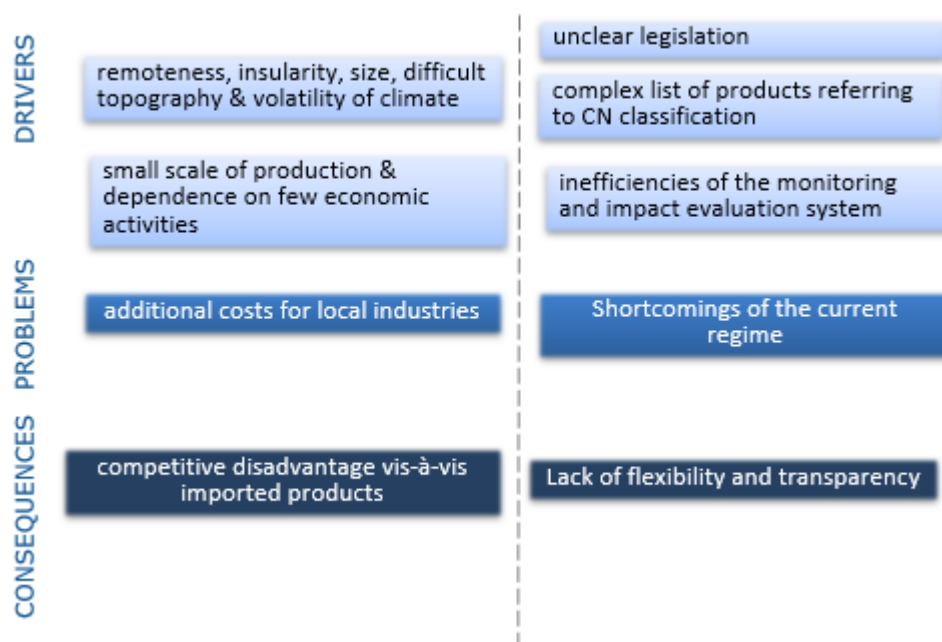 DRIVERS
remoteness, insularity, size, difficult
topography & volatility of climate
small scale of production &
dependence on few economic
activities
unclear legislation
complex list of products referring
to CN classification
inefficiencies of the monitoring
and impact evaluation system
PROBLEMS
additional costs for local industries
Shortcomings of the current
regime
CONSEQUENCES
competitive disadvantage vis-à-vis
imported products
Lack of flexibility and transparency